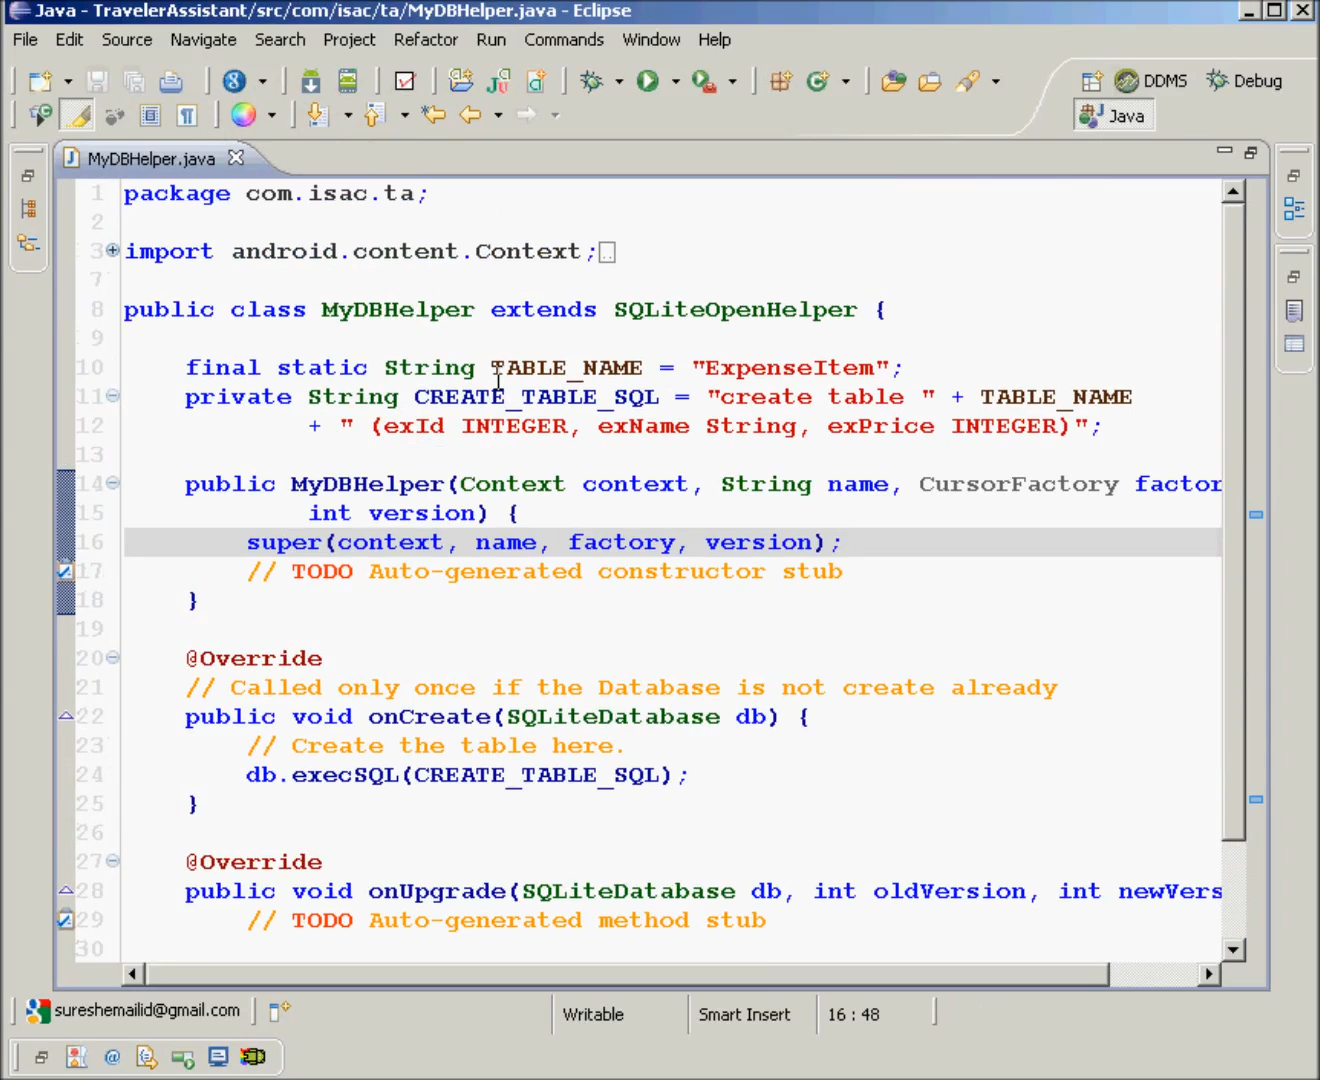 Java - TravelerAssistant/src/com/isac/ta/MyDBHelper.java - Eclipse
File Edit Source Navigate Search Project Refactor Run Commands Window Help
DDMS Debug
Java
MyDBHelper.java
1 package com.isac.ta;
2
3 import android.content.Context;
7
8 public class MyDBHelper extends SQLiteOpenHelper {
9
10 final static String TABLE_NAME = "ExpenseItem";
11 private String CREATE_TABLE_SQL = "create table " + TABLE_NAME
12 + " (exId INTEGER, exName String, exPrice INTEGER)";
13
14 public MyDBHelper(Context context, String name, CursorFactory factor
15 int version) {
16 super(context, name, factory, version);
17 // TODO Auto-generated constructor stub
18 }
19
20 @Override
21 // Called only once if the Database is not create already
22 public void onCreate(SQLiteDatabase db) {
23 // Create the table here.
24 db.execSQL(CREATE_TABLE_SQL);
25 }
26
27 @Override
28 public void onUpgrade(SQLiteDatabase db, int oldVersion, int newVers
29 // TODO Auto-generated method stub
30
sureshemailid@gmail.com Writable Smart Insert 16 : 48